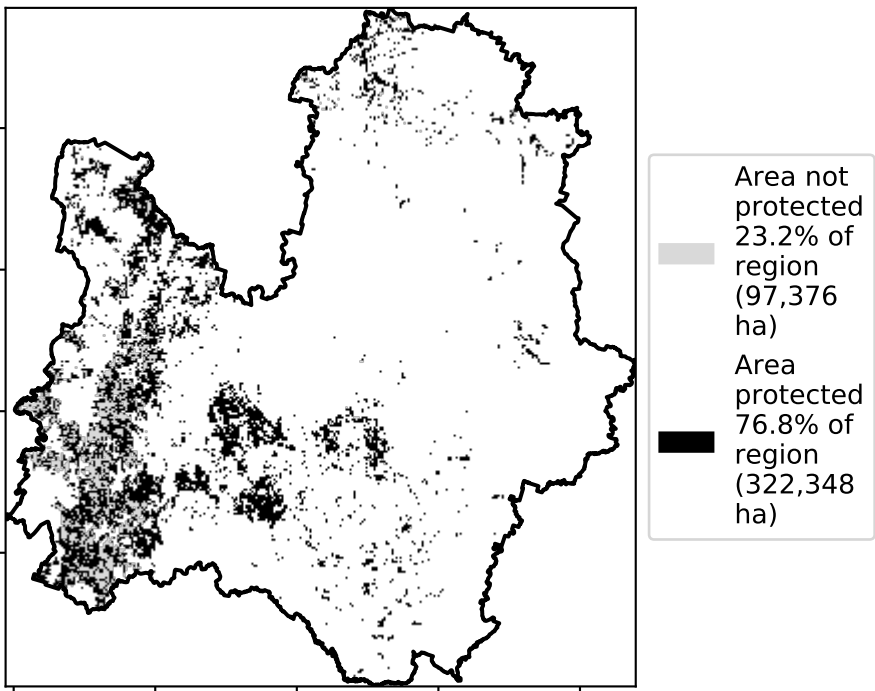 Area not
protected
23.2% of
region
(97,376
ha)
Area
protected
76.8% of
region
(322,348
ha)